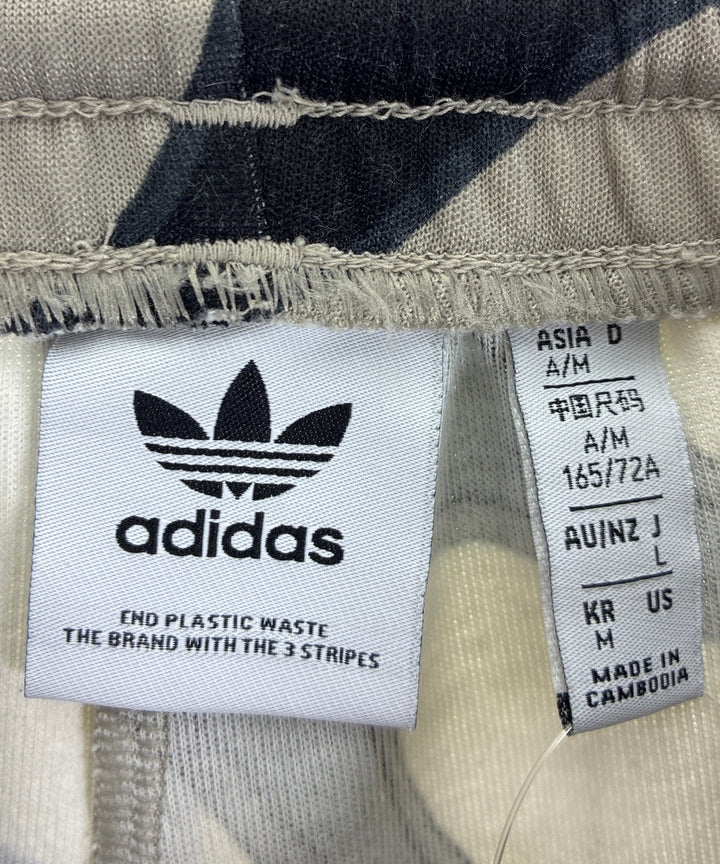 adidas
END PLASTIC WASTE
THE BRAND WITH THE 3 STRIPES
ASIA D
A/M
中国尺码
A/M
165/72A
AU/NZ J
L
KR US
M
MADE IN
CAMBODIA